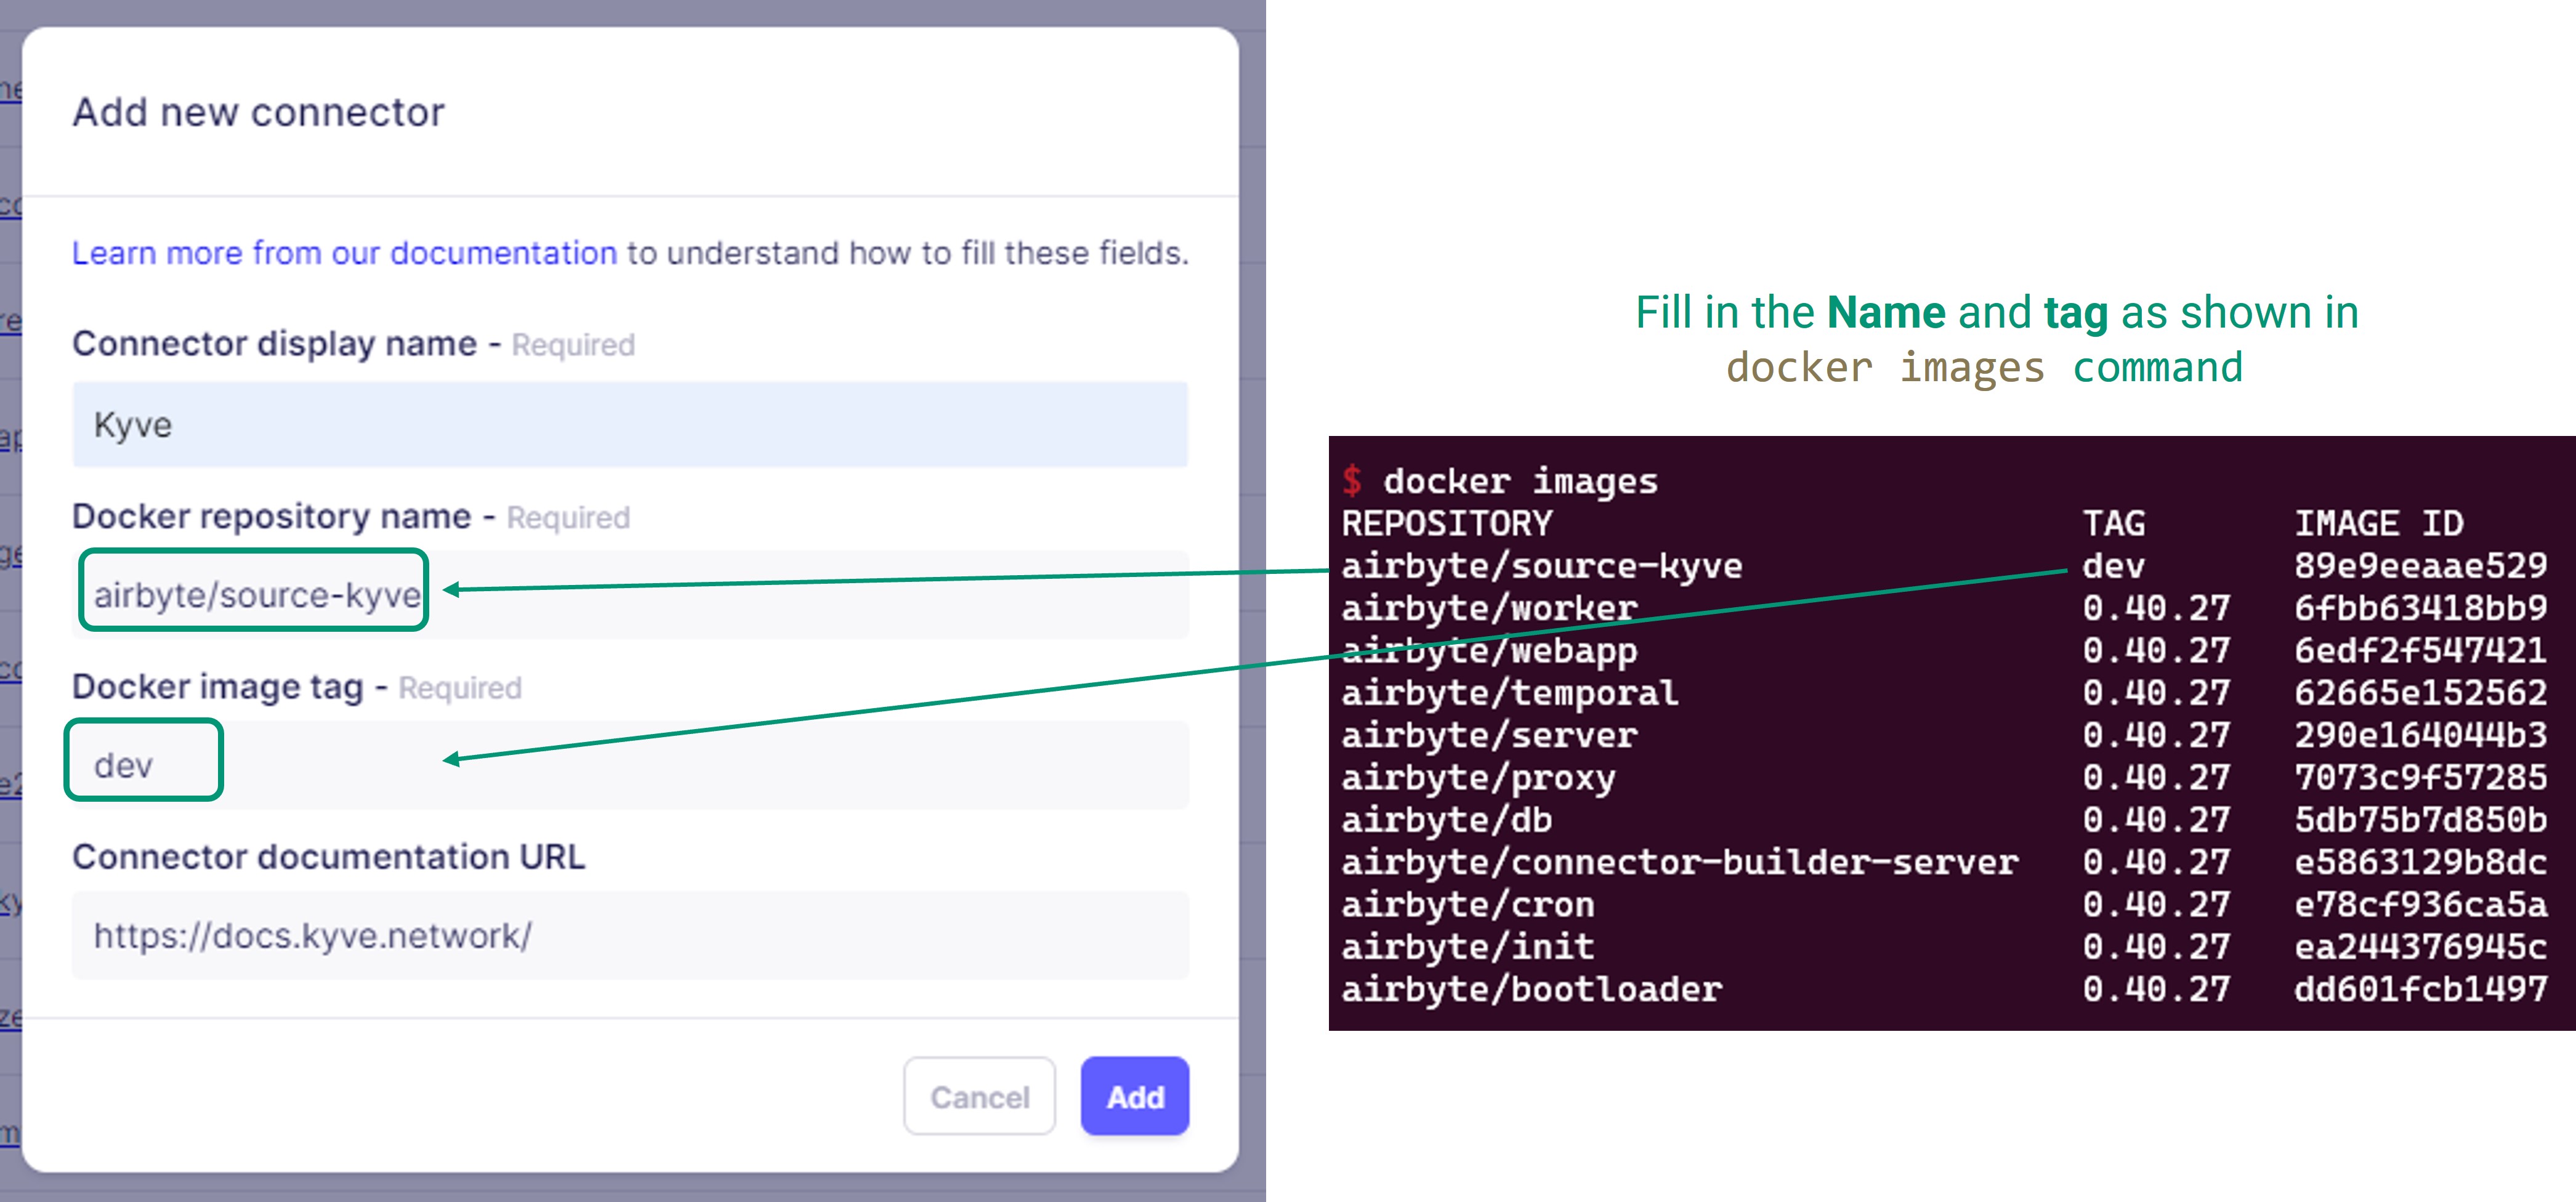 Add new connector
Learn more from our documentation to understand how to fill these fields.
Connector display name - Required
Kyve
Docker repository name - Required
airbyte/source-kyve
Docker image tag - Required
dev
Connector documentation URL
https://docs.kyve.network/
Cancel Add
Fill in the Name and tag as shown in
docker images command
$ docker images
REPOSITORY TAG IMAGE ID
airbyte/source-kyve dev 89e9eeaae529
airbyte/worker 0.40.27 6fbb63418bb9
airbyte/webapp 0.40.27 6edf2f547421
airbyte/temporal 0.40.27 62665e152562
airbyte/server 0.40.27 290e164044b3
airbyte/proxy 0.40.27 7073c9f57285
airbyte/db 0.40.27 5db75b7d850b
airbyte/connector-builder-server 0.40.27 e5863129b8dc
airbyte/cron 0.40.27 e78cf936ca5a
airbyte/init 0.40.27 ea244376945c
airbyte/bootloader 0.40.27 dd601fcb1497